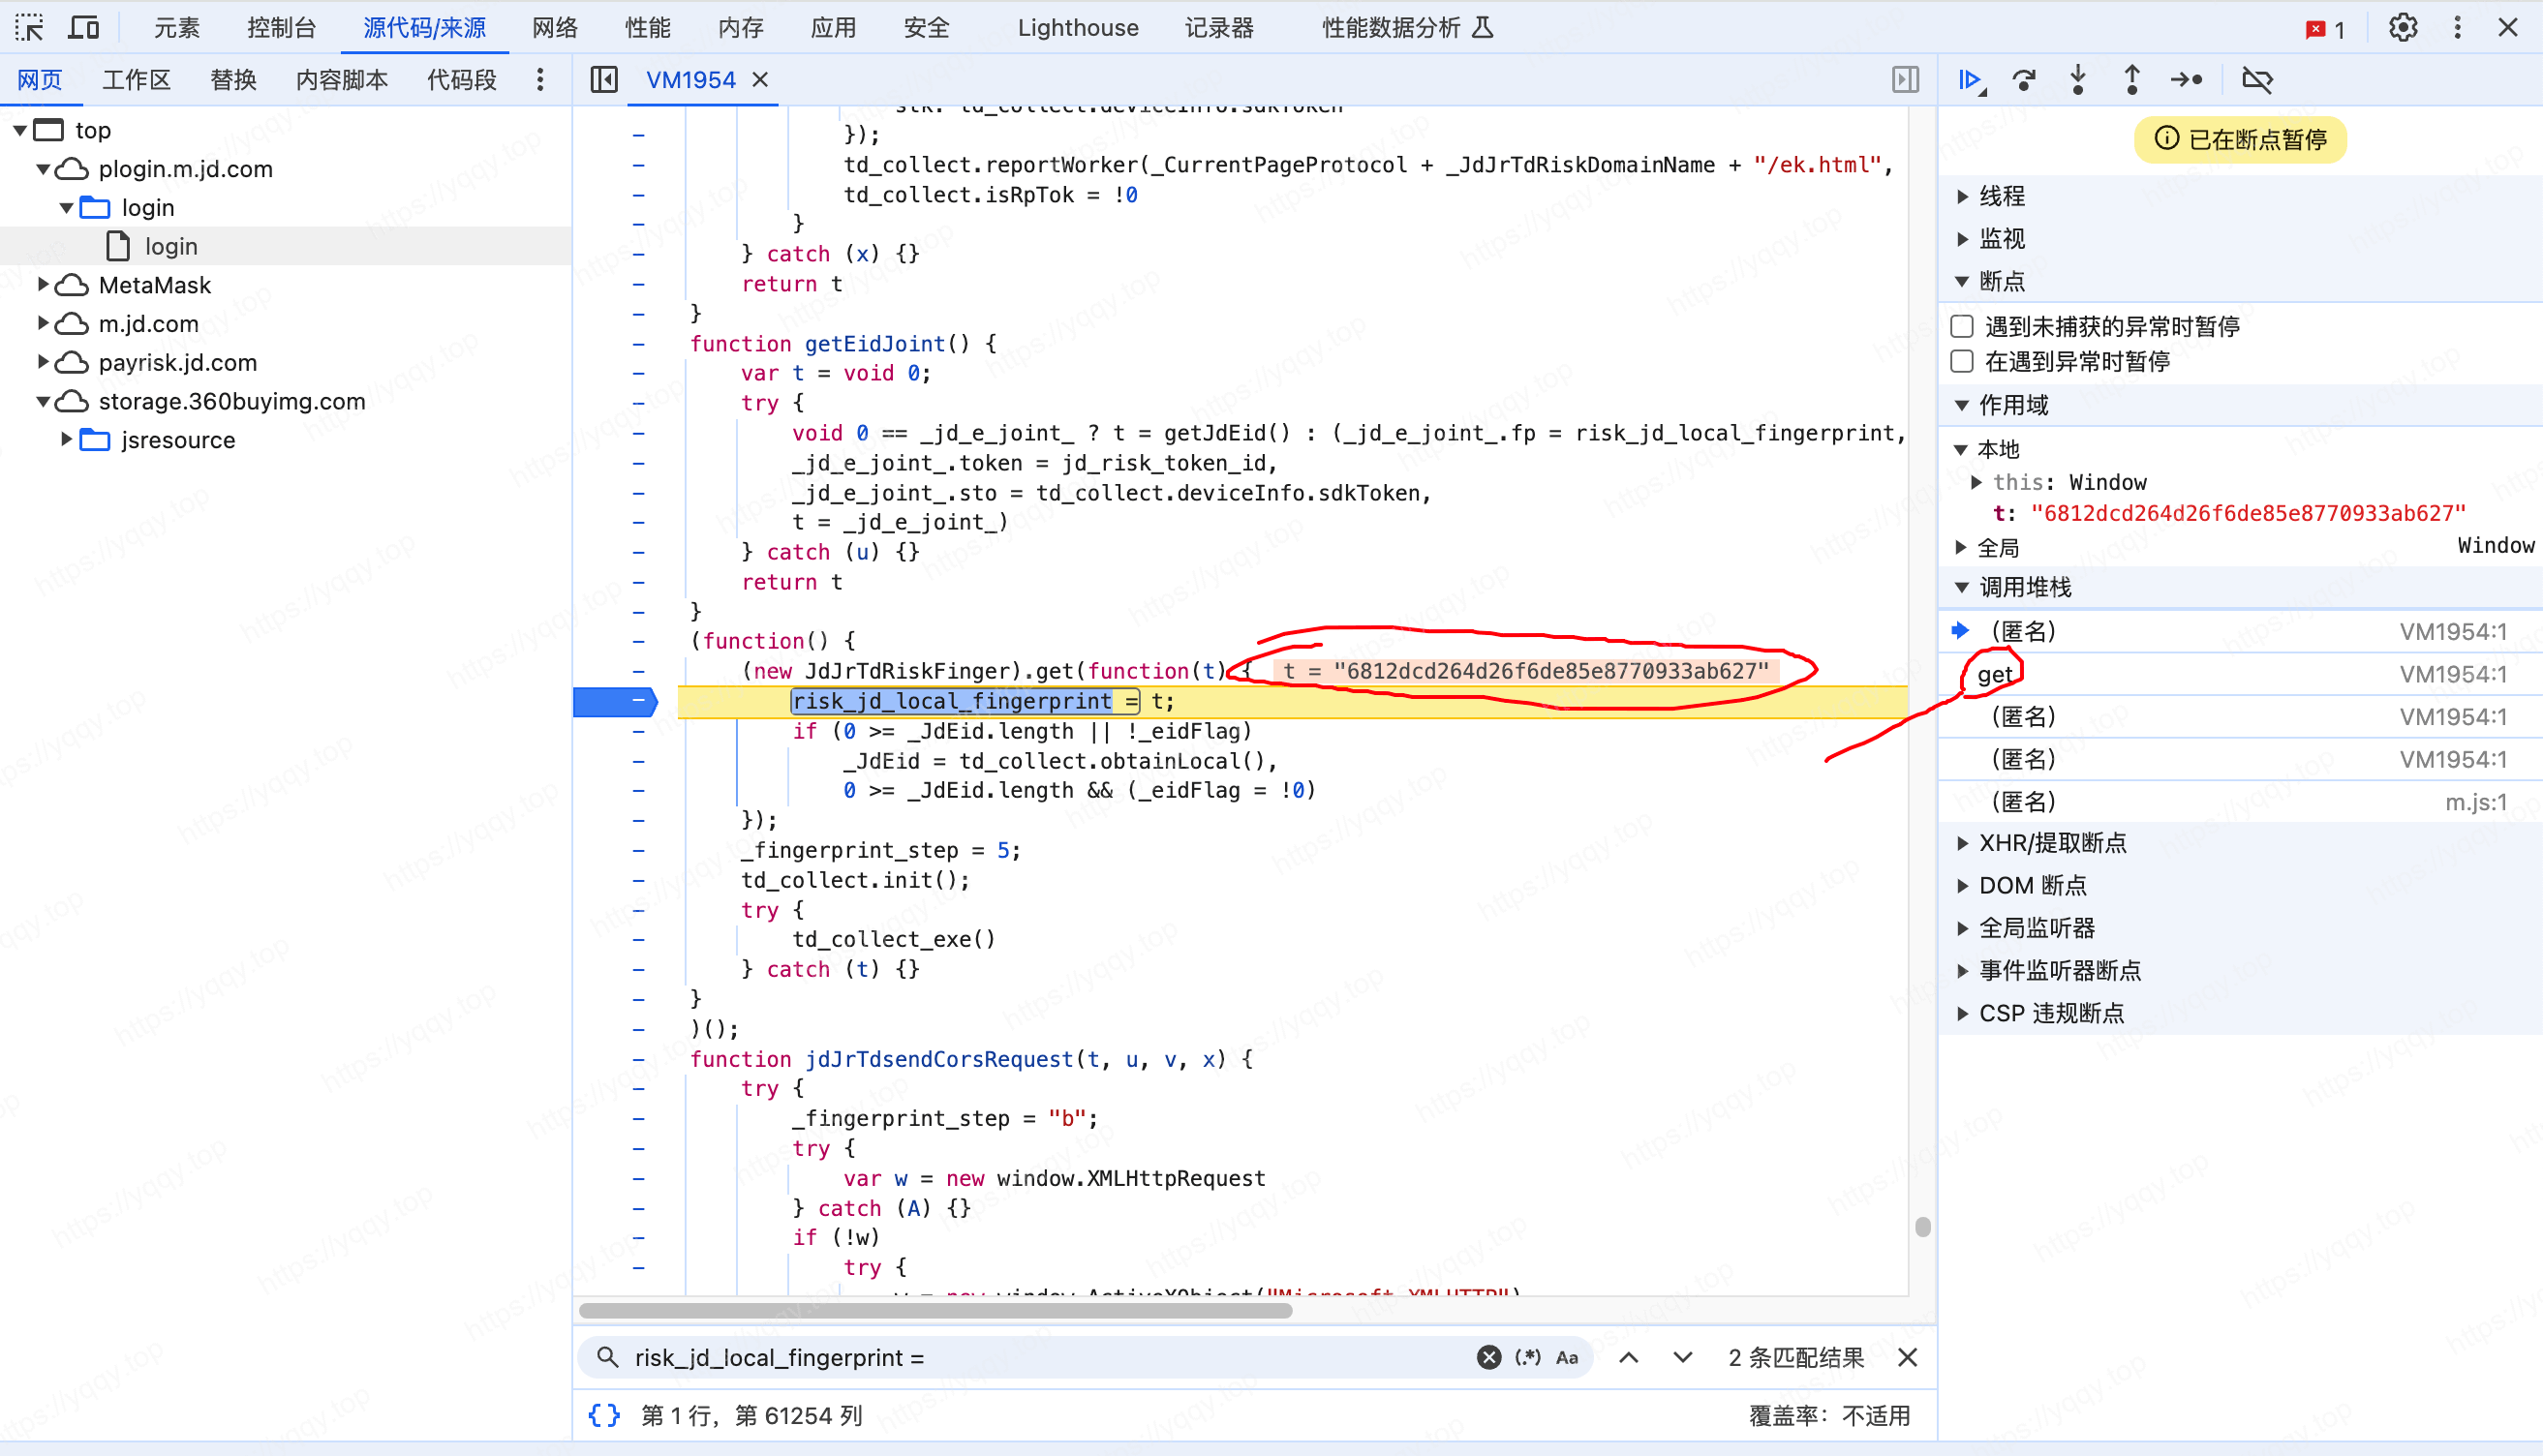 元素 控制台 源代码/来源 网络 性能 内存 应用 安全 Lighthouse 记录器 性能数据分析 1
网页 工作区 替换 内容脚本 代码段 VM1954
top
plogin.m.jd.com
login
login
MetaMask
m.jd.com
payrisk.jd.com
storage.360buyimg.com
jsresource
stk: td_collect.deviceInfo.sdkToken
});
td_collect.reportWorker(_CurrentPageProtocol + _JdJrTdRiskDomainName + "/ek.html",
td_collect.isRpTok = !0
}
} catch (x) {}
return t
}
function getEidJoint() {
var t = void 0;
try {
void 0 == _jd_e_joint_ ? t = getJdEid() : (_jd_e_joint_.fp = risk_jd_local_fingerprint,
_jd_e_joint_.token = jd_risk_token_id,
_jd_e_joint_.sto = td_collect.deviceInfo.sdkToken,
t = _jd_e_joint_)
} catch (u) {}
return t
}
(function() {
(new JdJrTdRiskFinger).get(function(t) { t = "6812dcd264d26f6de85e8770933ab627"
risk_jd_local_fingerprint = t;
if (0 >= _JdEid.length || !_eidFlag)
_JdEid = td_collect.obtainLocal(),
0 >= _JdEid.length && (_eidFlag = !0)
});
_fingerprint_step = 5;
td_collect.init();
try {
td_collect_exe()
} catch (t) {}
}
)();
function jdJrTdsendCorsRequest(t, u, v, x) {
try {
_fingerprint_step = "b";
try {
var w = new window.XMLHttpRequest
} catch (A) {}
if (!w)
try {
w = new window.ActiveXObject("Microsoft.XMLHTTP")
risk_jd_local_fingerprint = (.*) Aa 2 条匹配结果
{} 第 1 行，第 61254 列 覆盖率：不适用
已在断点暂停
线程
监视
断点
遇到未捕获的异常时暂停
在遇到异常时暂停
作用域
本地
this: Window
t: "6812dcd264d26f6de85e8770933ab627"
全局 Window
调用堆栈
（匿名） VM1954:1
get VM1954:1
（匿名） VM1954:1
（匿名） VM1954:1
（匿名） m.js:1
XHR/提取断点
DOM 断点
全局监听器
事件监听器断点
CSP 违规断点
https://yqqy.top